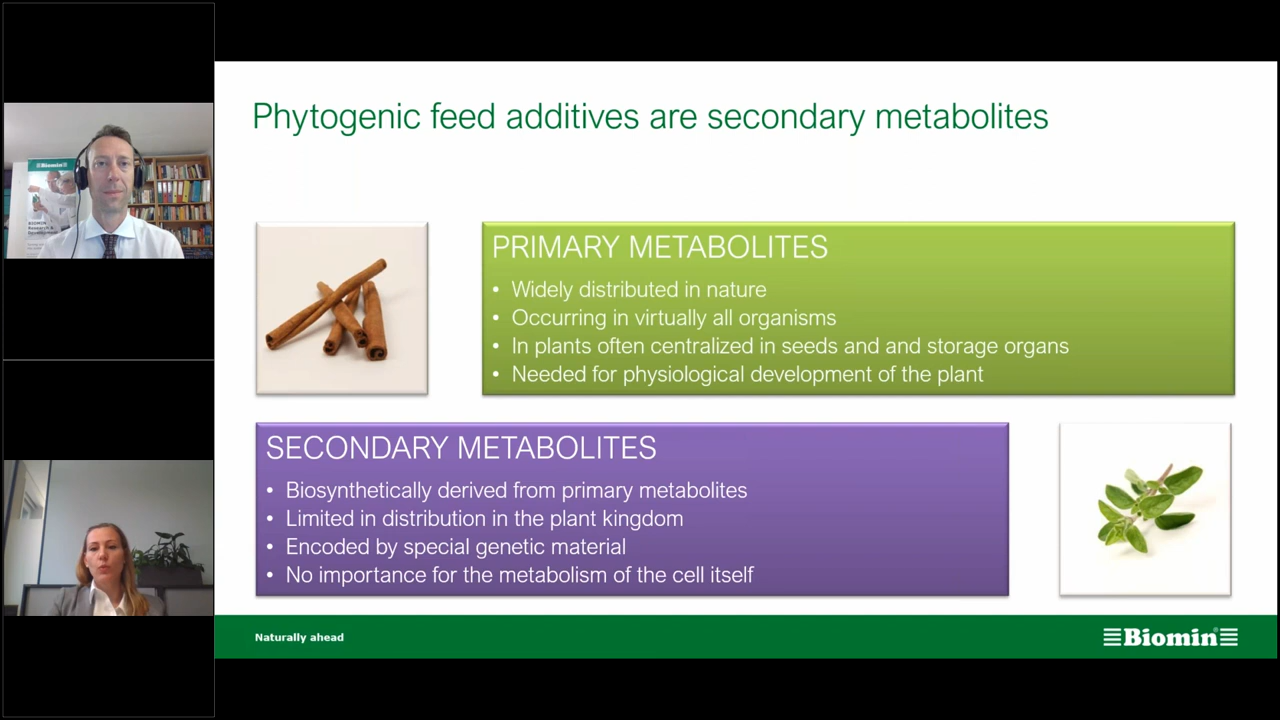 Phytogenic feed additives are secondary metabolites
PRIMARY METABOLITES
• Widely distributed in nature
• Occurring in virtually all organisms
• In plants often centralized in seeds and and storage organs
• Needed for physiological development of the plant
SECONDARY METABOLITES
• Biosynthetically derived from primary metabolites
• Limited in distribution in the plant kingdom
• Encoded by special genetic material
• No importance for the metabolism of the cell itself
Naturally ahead
Biomin®
Biomin
BIOMIN
Research &